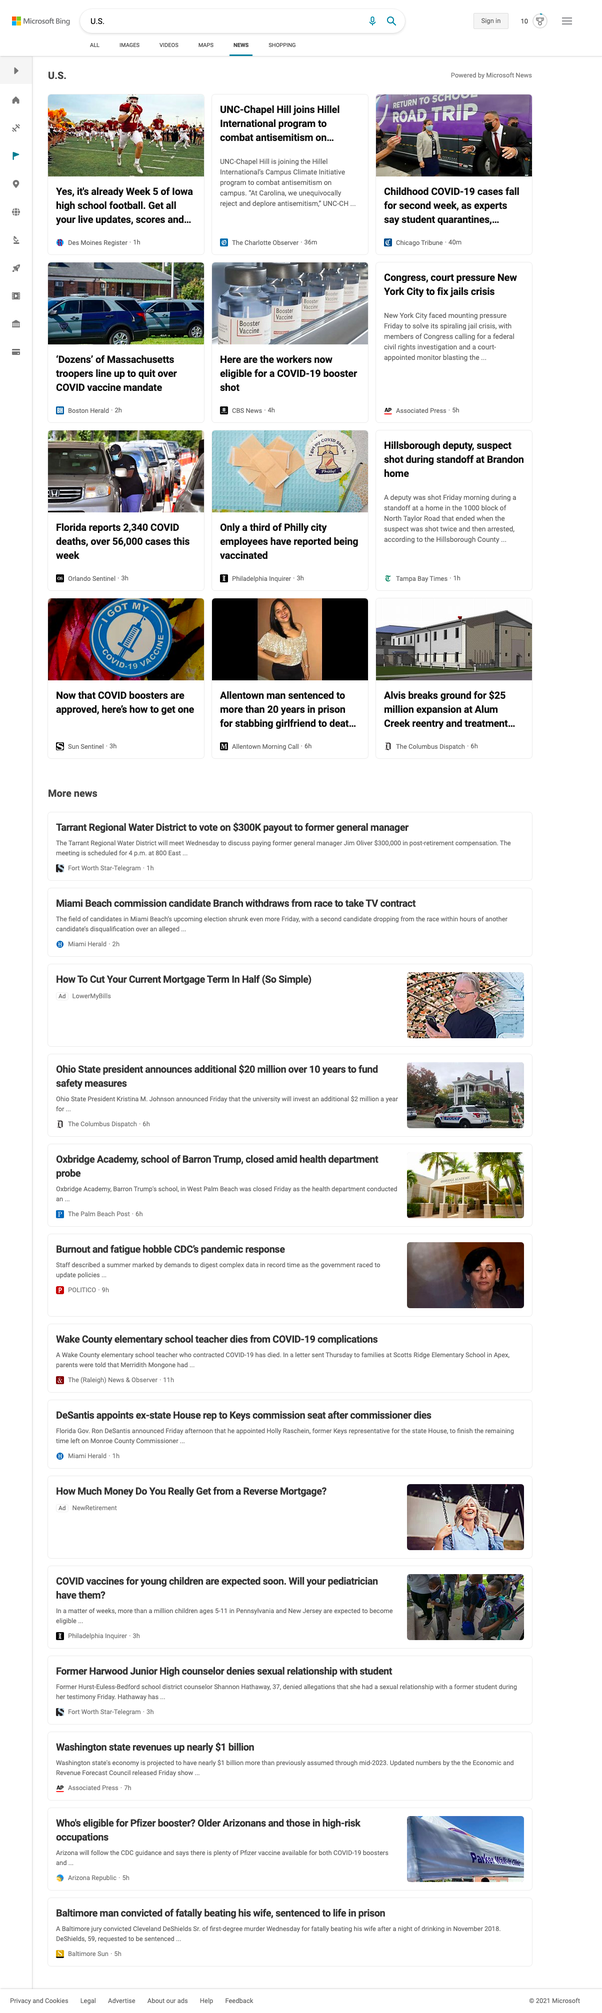 Microsoft Bing
U.S.
Sign in
10
ALL
IMAGES
VIDEOS
MAPS
NEWS
SHOPPING
U.S.
Powered by Microsoft News
Yes, it's already Week 5 of Iowa
high school football. Get all
your live updates, scores and...
Des Moines Register · 1h
UNC-Chapel Hill joins Hillel
International program to
combat antisemitism on...
UNC-Chapel Hill is joining the Hillel
International's Campus Climate Initiative
program to combat antisemitism on
campus. "At Carolina, we unequivocally
reject and deplore antisemitism," UNC-CH ...
The Charlotte Observer · 36m
RETURN TO SCHOOL
ROAD TRIP
Childhood COVID-19 cases fall
for second week, as experts
say student quarantines,...
Chicago Tribune · 40m
'Dozens' of Massachusetts
troopers line up to quit over
COVID vaccine mandate
Boston Herald · 2h
Booster
Vaccine
Booster
Vaccine
Here are the workers now
eligible for a COVID-19 booster
shot
CBS News · 4h
Congress, court pressure New
York City to fix jails crisis
New York City faced mounting pressure
Friday to solve its spiraling jail crisis, with
members of Congress calling for a federal
civil rights investigation and a court-
appointed monitor blasting the ...
AP
Associated Press · 5h
Florida reports 2,340 COVID
deaths, over 56,000 cases this
week
OS
Orlando Sentinel · 3h
Only a third of Philly city
employees have reported being
vaccinated
Philadelphia Inquirer · 3h
Hillsborough deputy, suspect
shot during standoff at Brandon
home
A deputy was shot Friday morning during a
standoff at a home in the 1000 block of
North Taylor Road that ended when the
suspect was shot twice and then arrested,
according to the Hillsborough County ...
Tampa Bay Times · 1h
I GOT MY
COVID-19 VACCINE
Now that COVID boosters are
approved, here's how to get one
Sun Sentinel · 3h
Allentown man sentenced to
more than 20 years in prison
for stabbing girlfriend to deat...
Allentown Morning Call · 6h
Alvis breaks ground for $25
million expansion at Alum
Creek reentry and treatment...
The Columbus Dispatch · 6h
More news
Tarrant Regional Water District to vote on $300K payout to former general manager
The Tarrant Regional Water District will meet Wednesday to discuss paying former general manager Jim Oliver $300,000 in post-retirement compensation. The
meeting is scheduled for 4 p.m. at 800 East ...
Fort Worth Star-Telegram · 1h
Miami Beach commission candidate Branch withdraws from race to take TV contract
The field of candidates in Miami Beach's upcoming election shrunk even more Friday, with a second candidate dropping from the race within hours of another
candidate's disqualification over an alleged ...
Miami Herald · 2h
How To Cut Your Current Mortgage Term In Half (So Simple)
Ad LowerMyBills
Ohio State president announces additional $20 million over 10 years to fund
safety measures
Ohio State President Kristina M. Johnson announced Friday that the university will invest an additional $2 million a year
for ...
The Columbus Dispatch · 6h
Oxbridge Academy, school of Barron Trump, closed amid health department
probe
Oxbridge Academy, Barron Trump's school, in West Palm Beach was closed Friday as the health department conducted
an ...
The Palm Beach Post · 6h
Burnout and fatigue hobble CDC's pandemic response
Staff described a summer marked by demands to digest complex data in record time as the government raced to
update policies ...
POLITICO · 9h
Wake County elementary school teacher dies from COVID-19 complications
A Wake County elementary school teacher who contracted COVID-19 has died. In a letter sent Thursday to families at Scotts Ridge Elementary School in Apex,
parents were told that Merridith Mongone had ...
The (Raleigh) News & Observer · 11h
DeSantis appoints ex-state House rep to Keys commission seat after commissioner dies
Florida Gov. Ron DeSantis announced Friday afternoon that he appointed Holly Raschein, former Keys representative for the state House, to finish the remaining
time left on Monroe County Commissioner ...
Miami Herald · 1h
How Much Money Do You Really Get from a Reverse Mortgage?
Ad NewRetirement
COVID vaccines for young children are expected soon. Will your pediatrician
have them?
In a matter of weeks, more than a million children ages 5-11 in Pennsylvania and New Jersey are expected to become
eligible ...
Philadelphia Inquirer · 3h
Former Harwood Junior High counselor denies sexual relationship with student
Former Hurst-Euless-Bedford school district counselor Shannon Hathaway, 37, denied allegations that she had a sexual relationship with a former student during
her testimony Friday. Hathaway has ...
Fort Worth Star-Telegram · 3h
Washington state revenues up nearly $1 billion
Washington state's economy is projected to have nearly $1 billion more than previously assumed through mid-2023. Updated numbers by the the Economic and
Revenue Forecast Council released Friday show ...
AP
Associated Press · 7h
Who's eligible for Pfizer booster? Older Arizonans and those in high-risk
occupations
Arizona will follow the CDC guidance and says there is plenty of Pfizer vaccine available for both COVID-19 boosters
and ...
Arizona Republic · 5h
Baltimore man convicted of fatally beating his wife, sentenced to life in prison
A Baltimore jury convicted Cleveland DeShields Sr. of first-degree murder Wednesday for fatally beating his wife after a night of drinking in November 2018.
DeShields, 59, requested to be sentenced ...
Baltimore Sun · 5h
Privacy and Cookies
Legal
Advertise
About our ads
Help
Feedback
© 2021 Microsoft